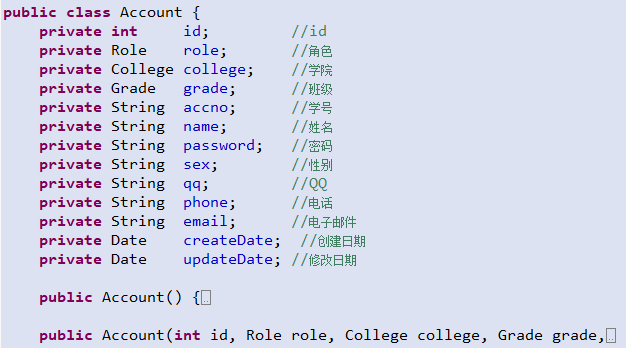 public class Account {
    private int     id;         //id
    private Role    role;       //角色
    private College college;    //学院
    private Grade   grade;      //班级
    private String  accno;      //学号
    private String  name;       //姓名
    private String  password;   //密码
    private String  sex;        //性别
    private String  qq;         //QQ
    private String  phone;      //电话
    private String  email;      //电子邮件
    private Date    createDate;  //创建日期
    private Date    updateDate; //修改日期
    public Account() {
    public Account(int id, Role role, College college, Grade grade,